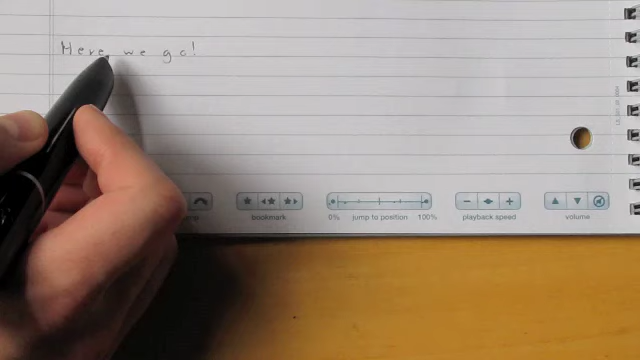 Here we go!
bookmark
0% jump to position 100%
- +
playback speed
volume